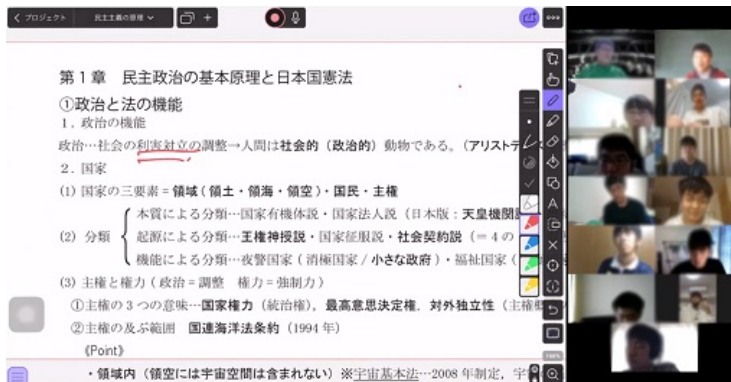 プロジェクト
民主主義の原理
第1章 民主政治の基本原理と日本国憲法
①政治と法の機能
1．政治の機能
政治…社会の利害対立の調整→人間は社会的（政治的）動物である。（アリストテ
2．国家
(1) 国家の三要素＝領域（領土・領海・領空）・国民・主権
本質による分類…国家有機体説・国家法人説（日本版：天皇機関説
(2) 分類 起源による分類…王権神授説・国家征服説・社会契約説（＝4の
機能による分類…夜警国家（消極国家／小さな政府）・福祉国家（
(3) 主権と権力（政治＝調整 権力＝強制力）
①主権の3つの意味…国家権力（統治権），最高意思決定権，対外独立性（主権
②主権の及ぶ範囲 国連海洋法条約（1994年）
《Point》
・領域内（領空には宇宙空間は含まれない）※宇宙基本法…2008年制定，宇